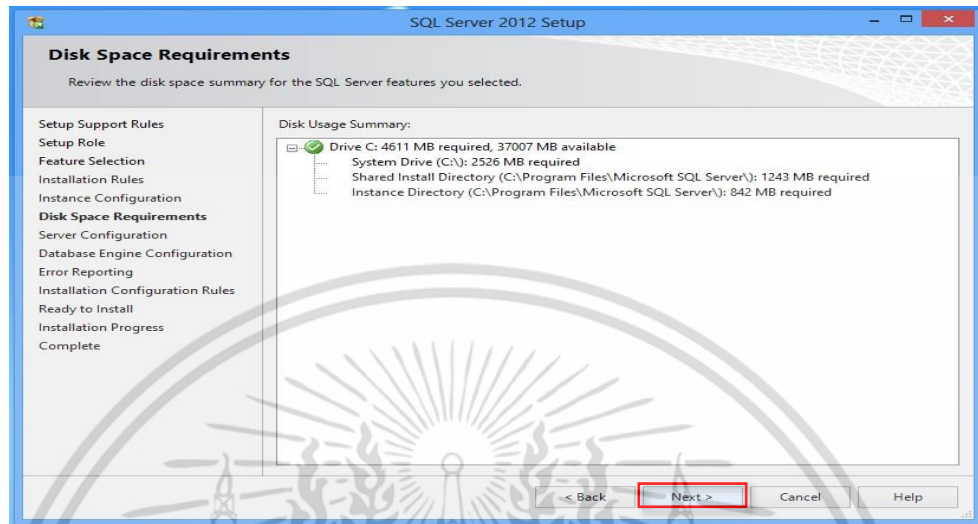 SQL Server 2012 Setup
Disk Space Requirements
Review the disk space summary for the SQL Server features you selected.
Setup Support Rules
Setup Role
Feature Selection
Installation Rules
Instance Configuration
Disk Space Requirements
Server Configuration
Database Engine Configuration
Error Reporting
Installation Configuration Rules
Ready to Install
Installation Progress
Complete
Disk Usage Summary:
Drive C: 4611 MB required, 37007 MB available
System Drive (C:\): 2526 MB required
Shared Install Directory (C:\Program Files\Microsoft SQL Server\): 1243 MB required
Instance Directory (C:\Program Files\Microsoft SQL Server\): 842 MB required
< Back Next > Cancel Help